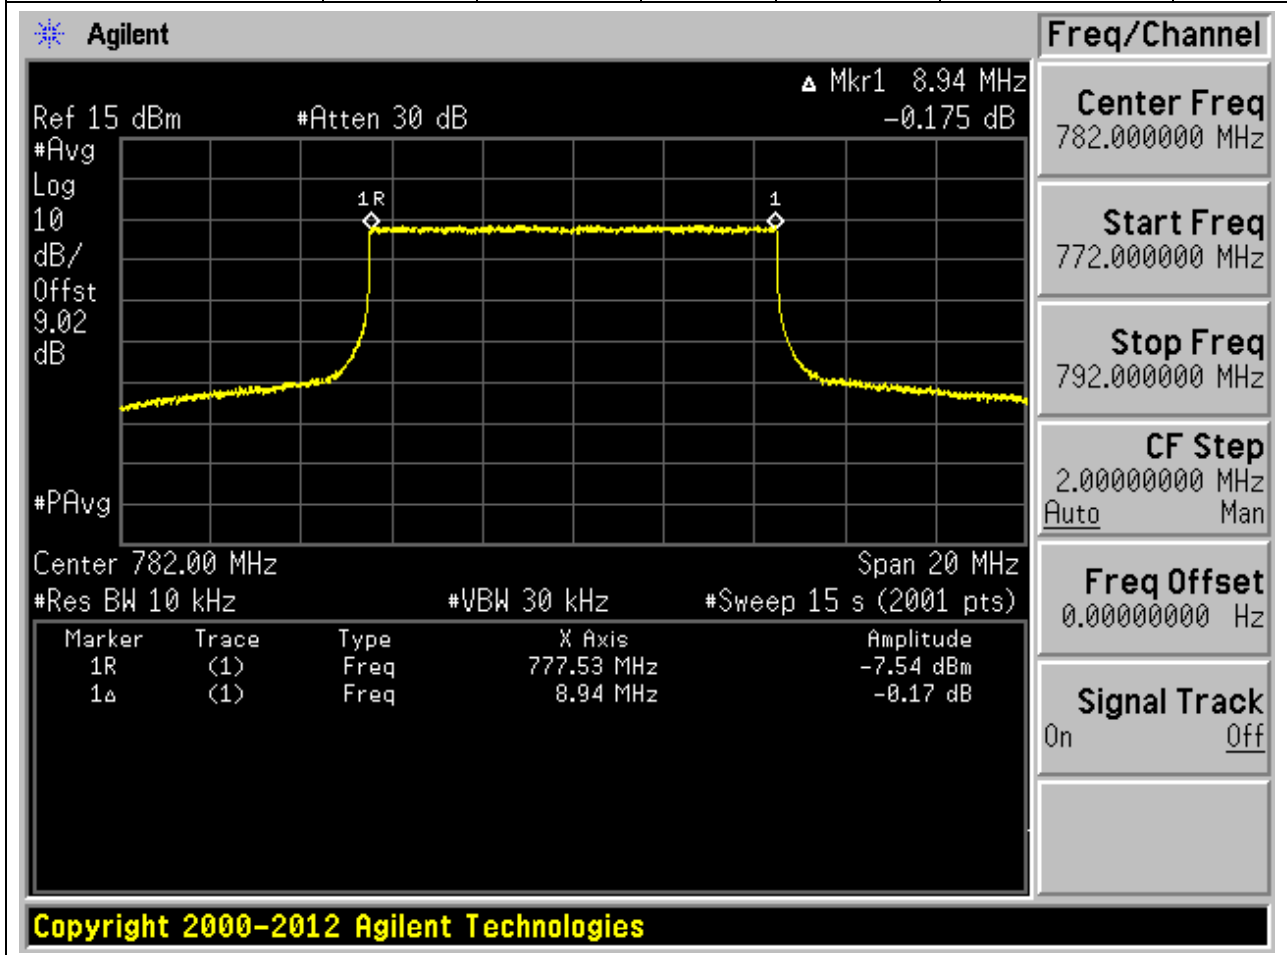 Agilent
Freq/Channel
▵ Mkr1 8.94 MHz
Ref 15 dBm #Atten 30 dB -0.175 dB
#Avg
Log
10
dB/
Offst
9.02
dB
#PAvg
1R
1
Center 782.00 MHz Span 20 MHz
#Res BW 10 kHz #VBW 30 kHz #Sweep 15 s (2001 pts)
Marker Trace Type X Axis Amplitude
1R (1) Freq 777.53 MHz -7.54 dBm
1▵ (1) Freq 8.94 MHz -0.17 dB
Center Freq
782.000000 MHz
Start Freq
772.000000 MHz
Stop Freq
792.000000 MHz
CF Step
2.00000000 MHz
Auto Man
Freq Offset
0.00000000 Hz
Signal Track
On Off
Copyright 2000-2012 Agilent Technologies